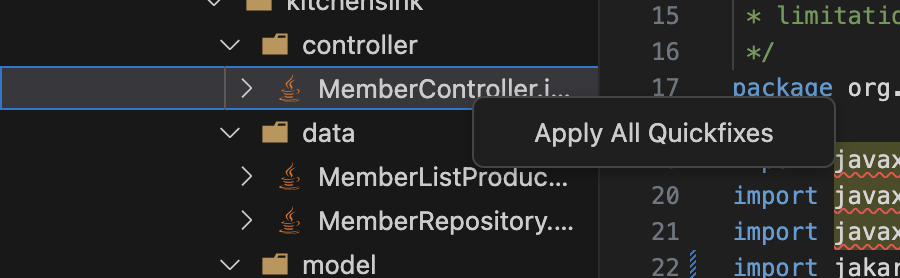 kitchensink
controller
MemberController.j...
Apply All Quickfixes
data
MemberListProduc...
MemberRepository....
model
15 * limitatio
16 */
17 package org.
javax
20 import javax
21 import javax
22 import jakar